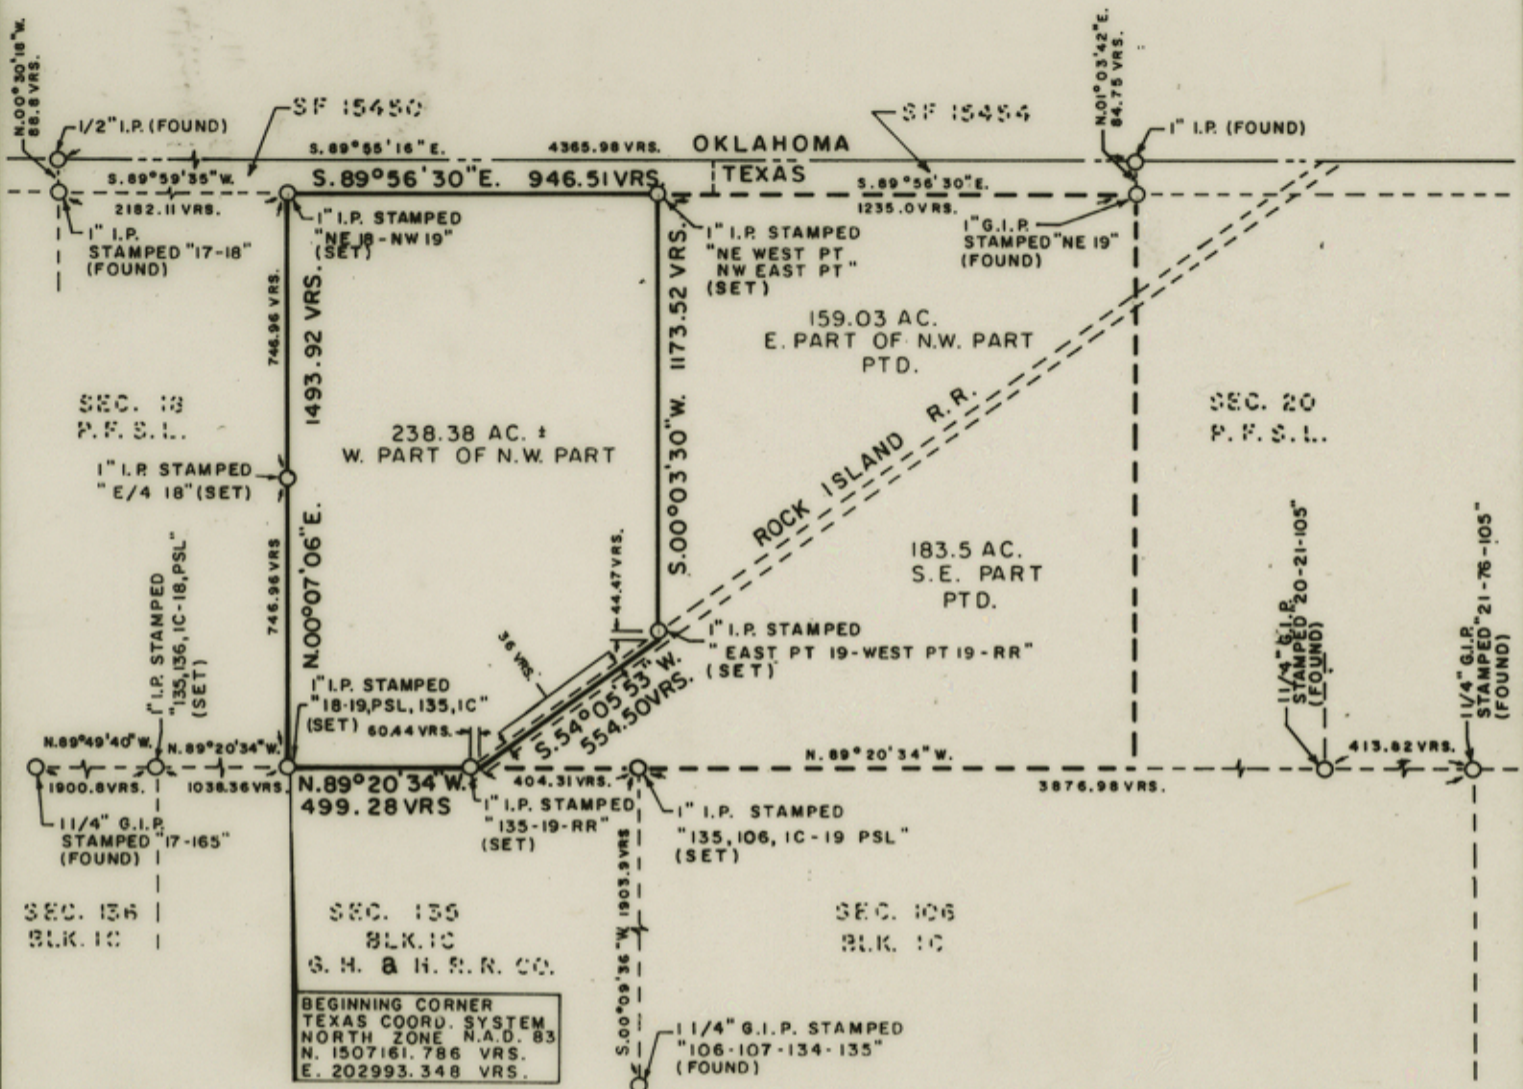 N.00°30'18"W.
88.8 VRS.
1/2" I.P. (FOUND)
SF 15450
S.89°55'16"E.
4365.98 VRS.
OKLAHOMA
TEXAS
SF 15454
N.01°03'42"E.
84.75 VRS.
1" I.P. (FOUND)
S.89°59'35"W.
2182.11 VRS.
S.89°56'30"E.
946.51 VRS.
S.89°56'30"E.
1235.0 VRS.
1" I.P.
STAMPED "17-18"
(FOUND)
1" I.P. STAMPED
"NE 18-NW 19"
(SET)
1" I.P. STAMPED
"NE WEST PT
NW EAST PT"
(SET)
1" G.I.P.
STAMPED "NE 19"
(FOUND)
746.96 VRS.
1493.92 VRS.
N.00°07'06"E.
S.00°03'30"W. 1173.52 VRS.
159.03 AC.
E. PART OF N.W. PART
PTD.
SEC. 18
P.F.S.L.
238.38 AC. ±
W. PART OF N.W. PART
ROCK ISLAND R.R.
SEC. 20
P.F.S.L.
1" I.P. STAMPED
"E/4 18" (SET)
746.96 VRS
1" I.P. STAMPED
"135,136,1C-18,PSL"
(SET)
44.47 VRS.
183.5 AC.
S.E. PART
PTD.
1 1/4" G.I.P.
STAMPED 20-21-105"
(FOUND)
1 1/4" G.I.P.
STAMPED "21-76-105"
(FOUND)
36 VRS.
1" I.P. STAMPED
"EAST PT 19-WEST PT 19-RR"
(SET)
1" I.P. STAMPED
"18-19,PSL,135,1C"
(SET)
60.44 VRS.
S.54°05'53"W.
554.50 VRS.
N.89°49'40"W.
1900.8 VRS.
N.89°20'34"W.
1038.36 VRS.
N.89°20'34"W.
499.28 VRS
404.31 VRS.
N.89°20'34"W.
3876.98 VRS.
413.82 VRS.
1 1/4" G.I.P.
STAMPED "17-165"
(FOUND)
1" I.P. STAMPED
"135-19-RR"
(SET)
1" I.P. STAMPED
"135, 106, 1C-19 PSL"
(SET)
SEC. 136
BLK. 1C
SEC. 135
BLK. 1C
G. H. & H. R. R. CO.
S.00°09'36"W 1903.9 VRS
SEC. 106
BLK. 1C
BEGINNING CORNER
TEXAS COORD. SYSTEM
NORTH ZONE N.A.D. 83
N. 1507161.786 VRS.
E. 202993.348 VRS.
1 1/4" G.I.P. STAMPED
"106-107-134-135"
(FOUND)